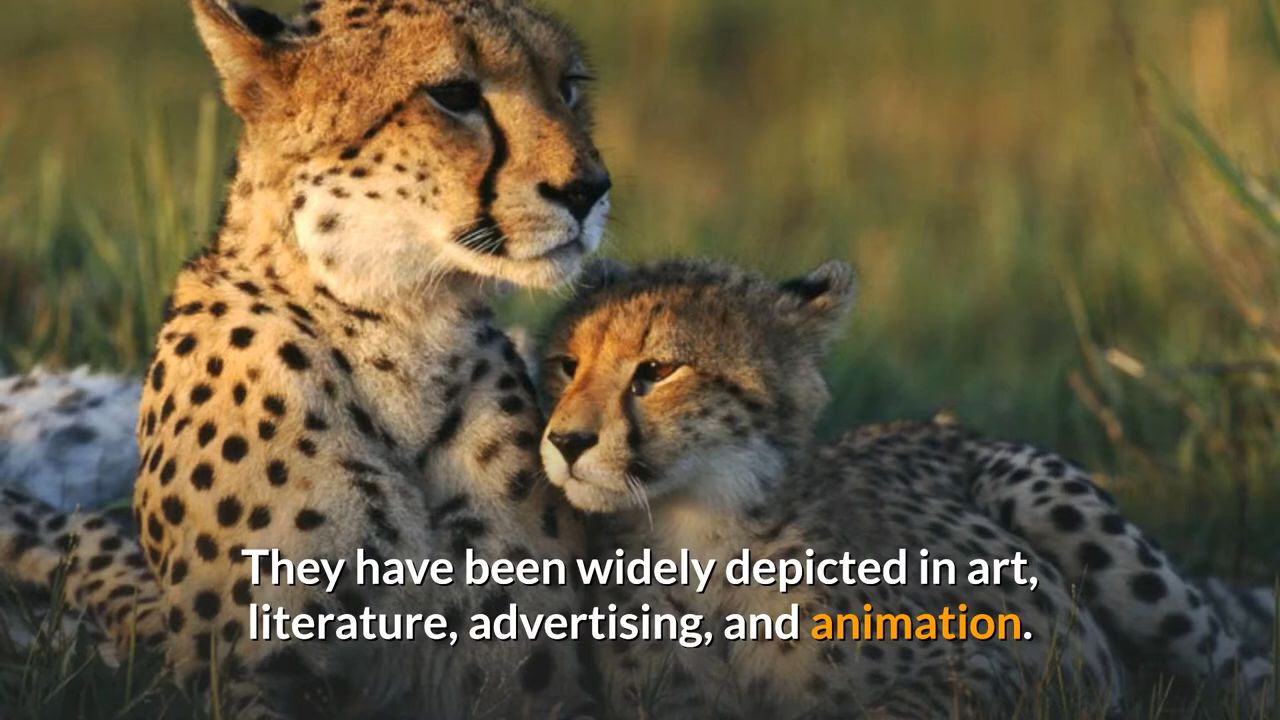 They have been widely depicted in art,
literature, advertising, and animation.